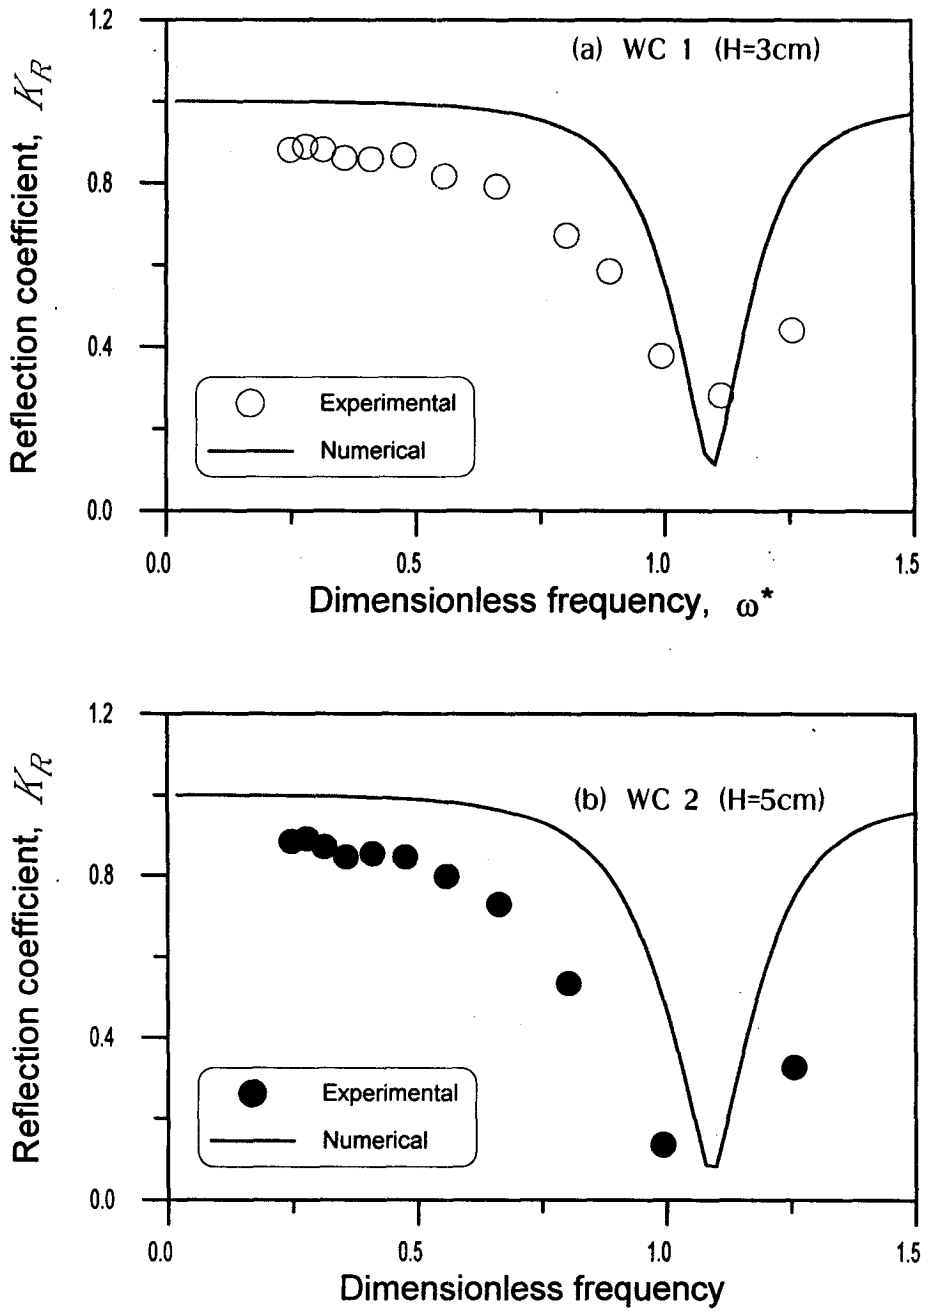 1.2
(a) WC 1 (H=3cm)
0.8
0.4
0.0
Reflection coefficient, K_R
Experimental
Numerical
0.0 0.5 1.0 1.5
Dimensionless frequency, ω*
1.2
(b) WC 2 (H=5cm)
0.8
0.4
0.0
Reflection coefficient, K_R
Experimental
Numerical
0.0 0.5 1.0 1.5
Dimensionless frequency